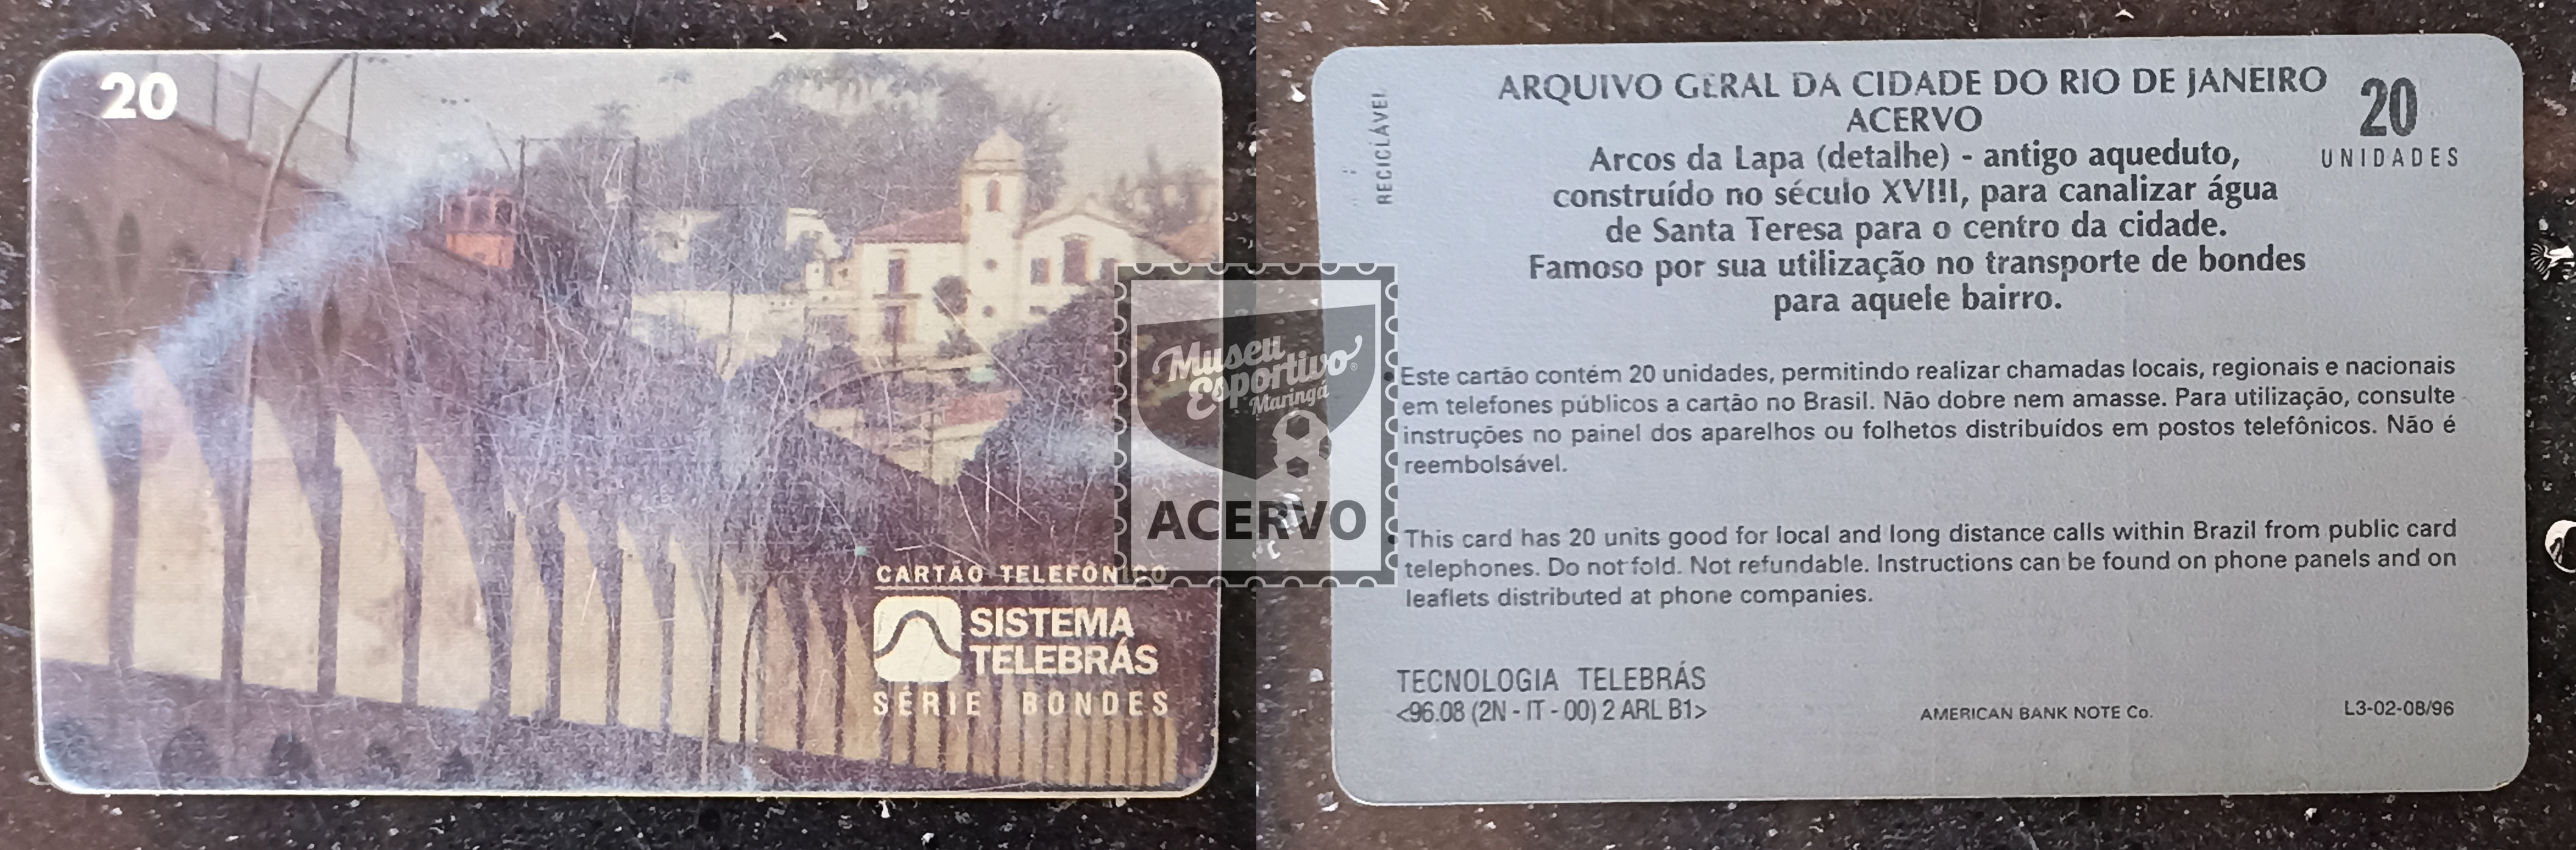 20
CARTÃO TELEFÔNICO
SISTEMA
TELEBRÁS
SÉRIE BONDES
Museu
Esportivo®
Maringá
ACERVO
RECICLÁVEL
ARQUIVO GERAL DA CIDADE DO RIO DE JANEIRO
ACERVO
20
UNIDADES
Arcos da Lapa (detalhe) - antigo aqueduto,
construído no século XVIII, para canalizar água
de Santa Teresa para o centro da cidade.
Famoso por sua utilização no transporte de bondes
para aquele bairro.
Este cartão contém 20 unidades, permitindo realizar chamadas locais, regionais e nacionais
em telefones públicos a cartão no Brasil. Não dobre nem amasse. Para utilização, consulte
instruções no painel dos aparelhos ou folhetos distribuídos em postos telefônicos. Não é
reembolsável.
This card has 20 units good for local and long distance calls within Brazil from public card
telephones. Do not fold. Not refundable. Instructions can be found on phone panels and on
leaflets distributed at phone companies.
TECNOLOGIA TELEBRÁS
<96.08 (2N - IT - 00) 2 ARL B1>
AMERICAN BANK NOTE Co.
L3-02-08/96